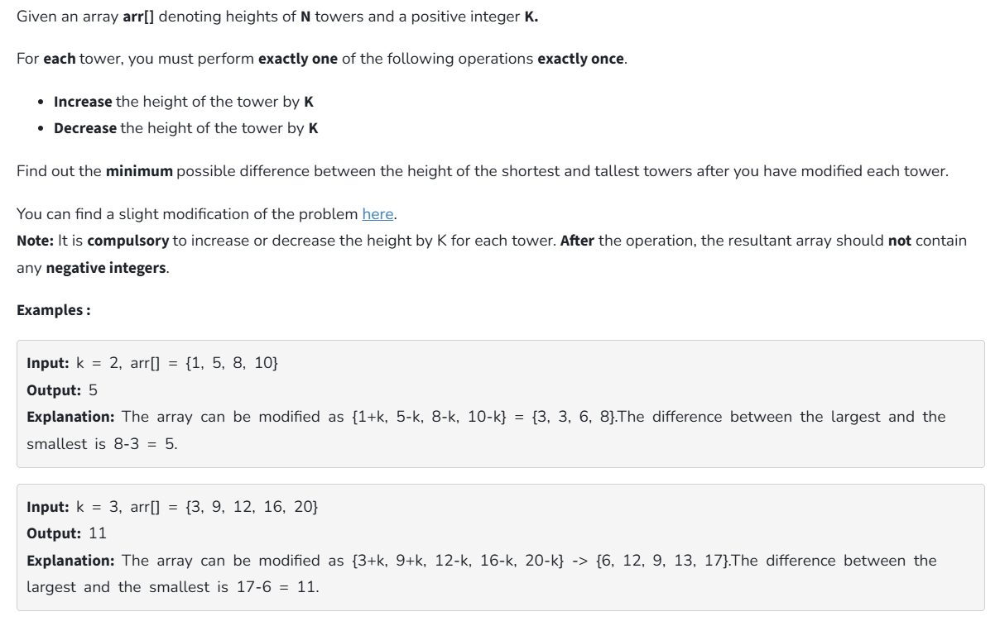 Given an array arr[] denoting heights of N towers and a positive integer K.
For each tower, you must perform exactly one of the following operations exactly once.
• Increase the height of the tower by K
• Decrease the height of the tower by K
Find out the minimum possible difference between the height of the shortest and tallest towers after you have modified each tower.
You can find a slight modification of the problem here.
Note: It is compulsory to increase or decrease the height by K for each tower. After the operation, the resultant array should not contain
any negative integers.
Examples :
Input: k = 2, arr[] = {1, 5, 8, 10}
Output: 5
Explanation: The array can be modified as {1+k, 5-k, 8-k, 10-k} = {3, 3, 6, 8}.The difference between the largest and the
smallest is 8-3 = 5.
Input: k = 3, arr[] = {3, 9, 12, 16, 20}
Output: 11
Explanation: The array can be modified as {3+k, 9+k, 12-k, 16-k, 20-k} -> {6, 12, 9, 13, 17}.The difference between the
largest and the smallest is 17-6 = 11.